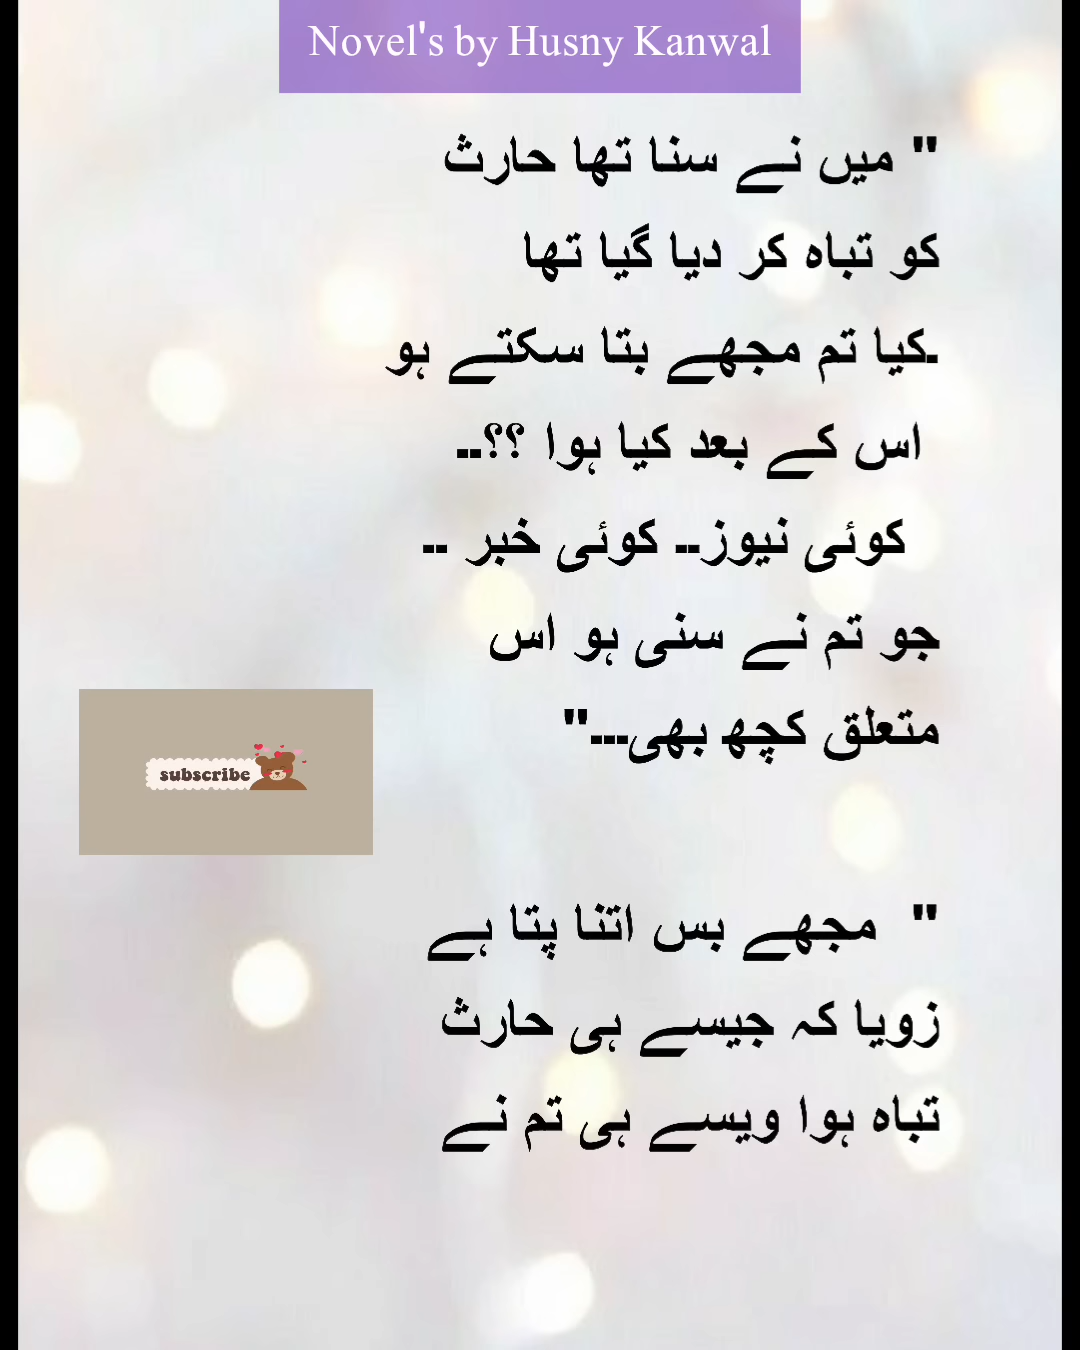 Novel's by Husny Kanwal
" میں نے سنا تھا حارث
کو تباہ کر دیا گیا تھا
۔کیا تم مجھے بتا سکتے ہو
اس کے بعد کیا ہوا ؟؟۔۔
کوئی نیوز۔۔ کوئی خبر ۔۔
جو تم نے سنی ہو اس
متعلق کچھ بھی۔۔۔"
subscribe
" مجھے بس اتنا پتا ہے
زویا کہ جیسے ہی حارث
تباہ ہوا ویسے ہی تم نے